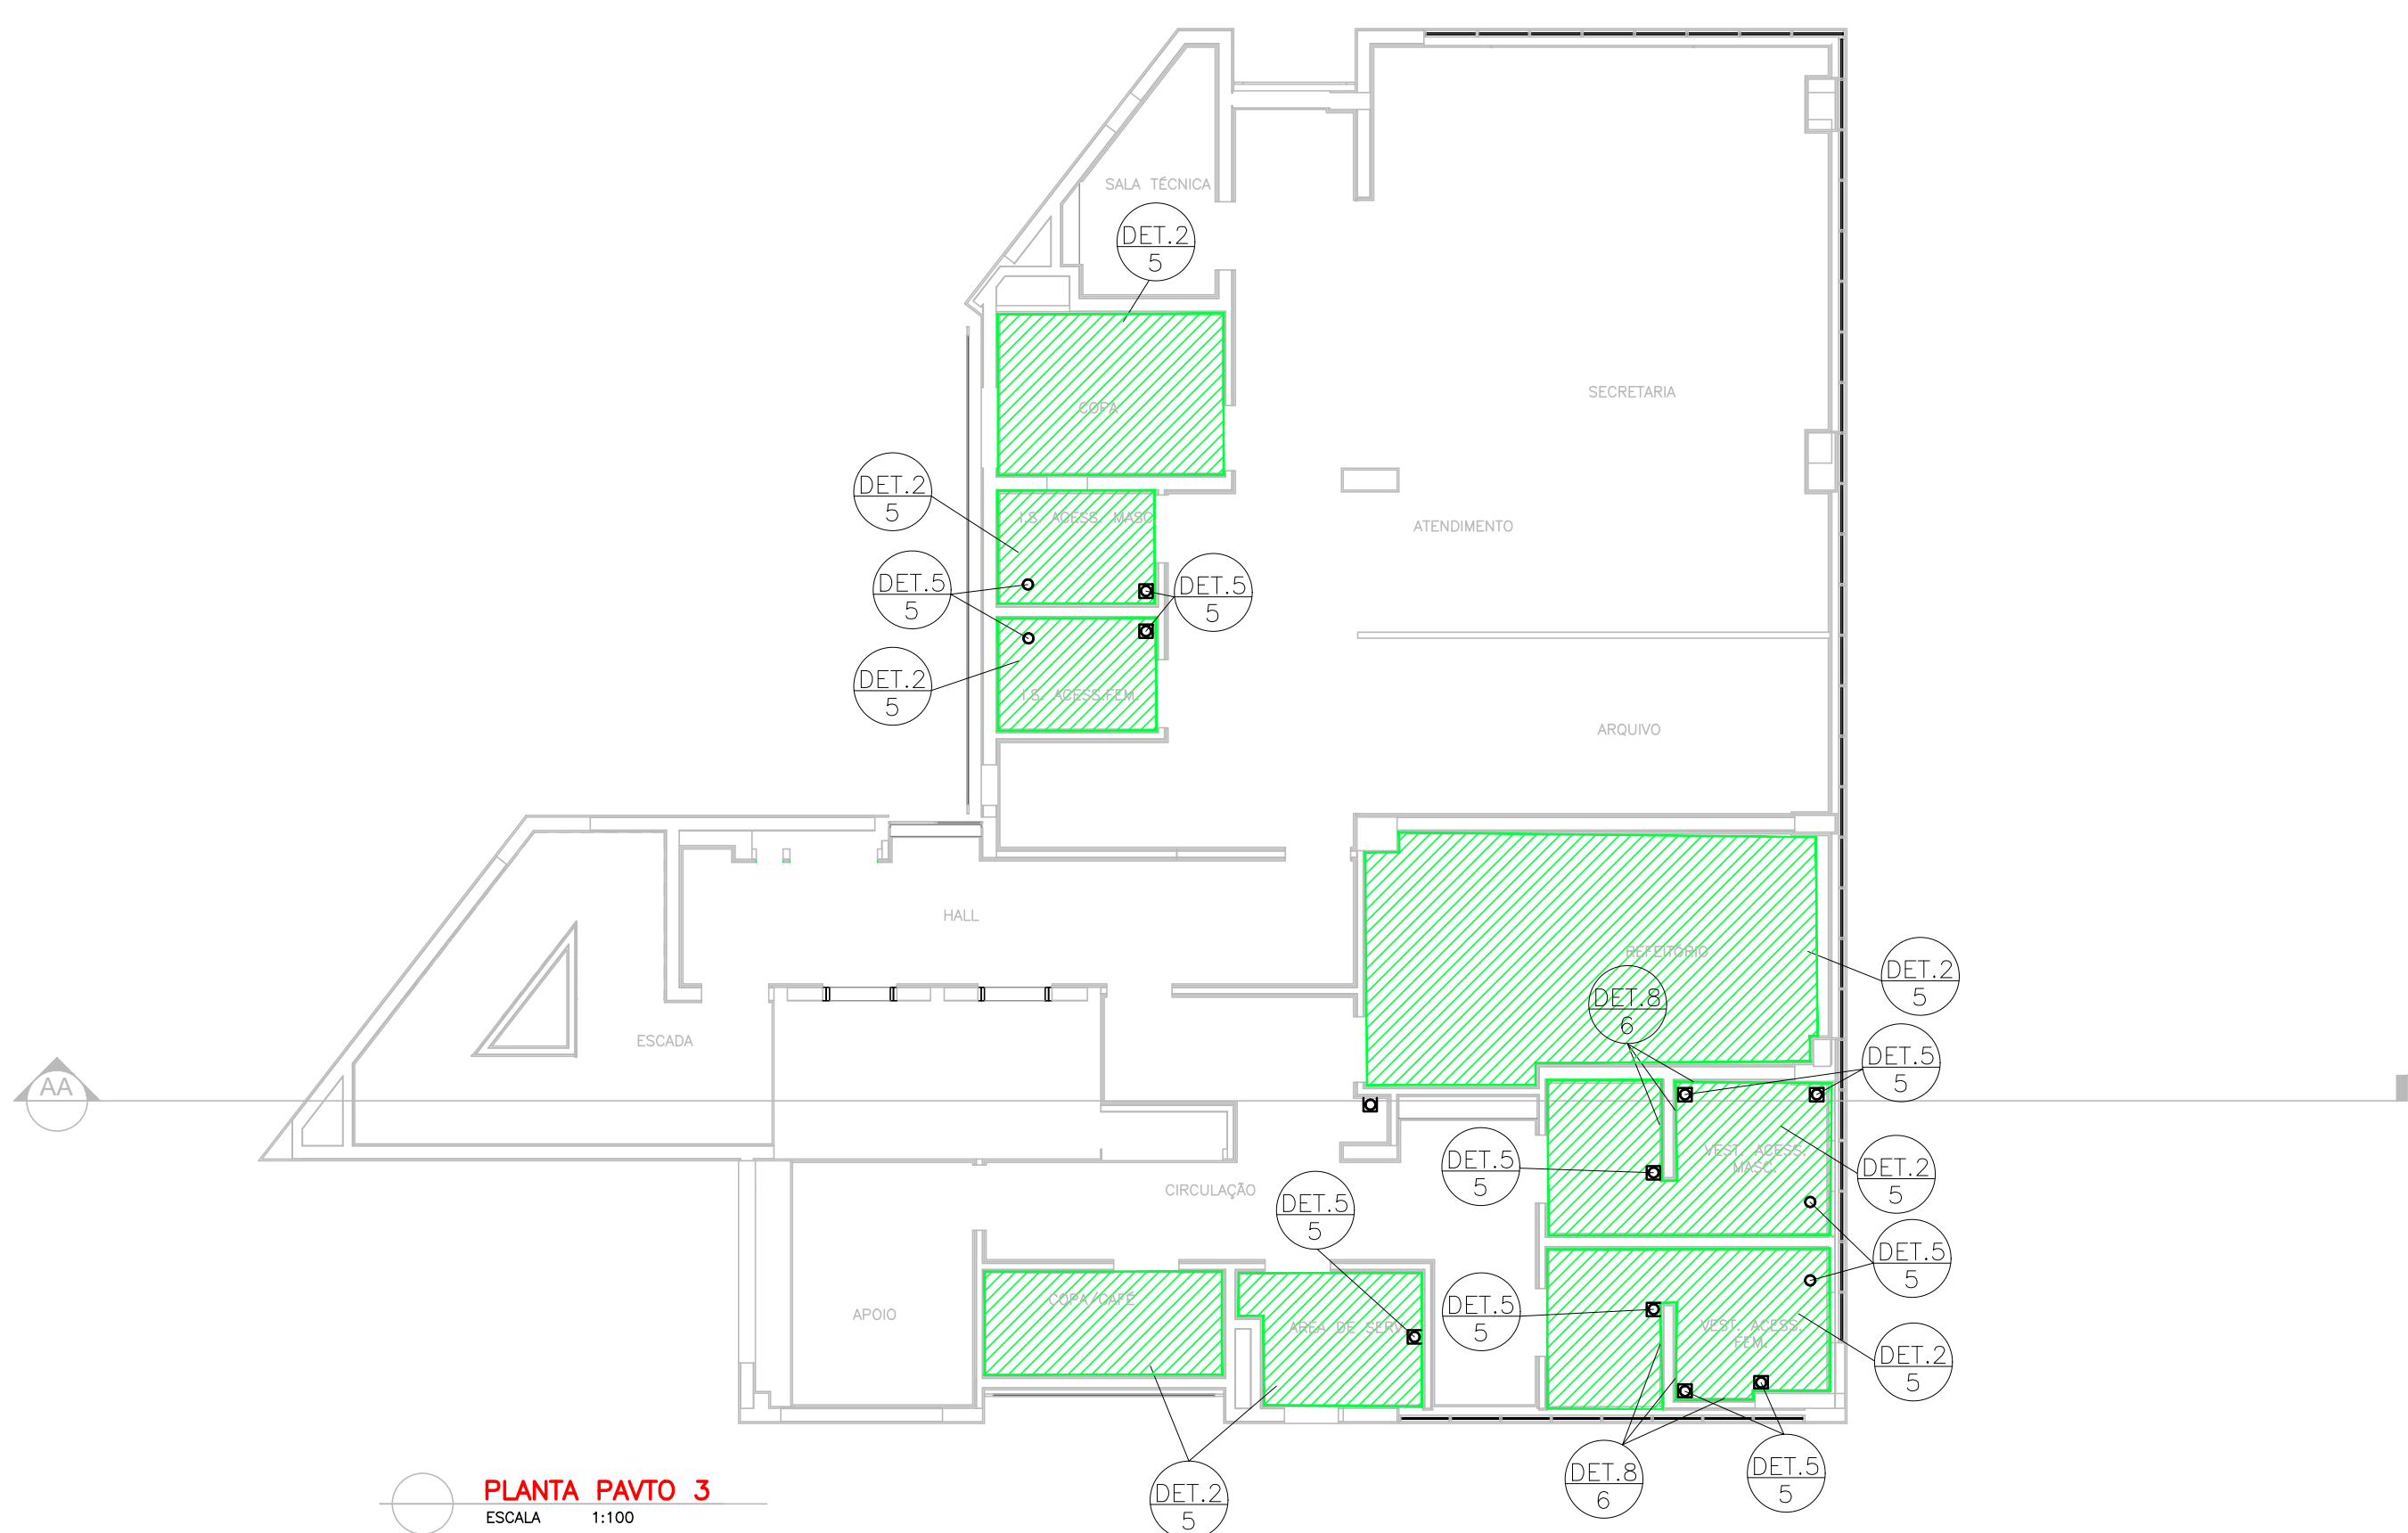 SALA TÉCNICA
DET.2
5
COPA
SECRETARIA
DET.2
5
I.S. ACESS. MASC
ATENDIMENTO
DET.5
5
DET.5
5
DET.2
5
I.S. ACESS.FEM.
ARQUIVO
HALL
REFEITÓRIO
DET.2
5
DET.8
6
ESCADA
DET.5
5
AA
VEST. ACESS.
MASC.
DET.5
5
DET.2
5
CIRCULAÇÃO
DET.5
5
DET.5
5
COPA/CAFÉ
APOIO
DET.5
5
AREA DE SERV.
VEST. ACESS.
FEM.
DET.2
5
DET.2
5
DET.8
6
DET.5
5
PLANTA PAVTO 3
ESCALA 1:100